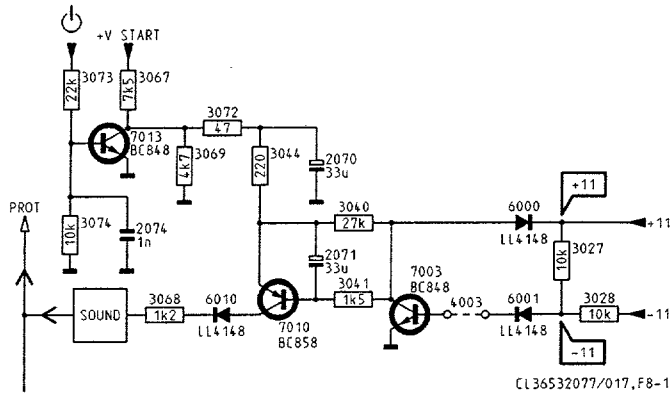 +V START
3073
3067
22k
7k5
3072
47
7013
BC848
3069
4k7
3044
220
2070
33u
PROT
3074
10k
2074
1n
3040
27k
6000
LL4148
+11
+11
2071
33u
3041
1k5
7003
BC848
3027
10k
SOUND
3068
1k2
6010
LL4148
7010
BC858
4003
6001
LL4148
3028
10k
-11
-11
CL36532077/017,F8-1